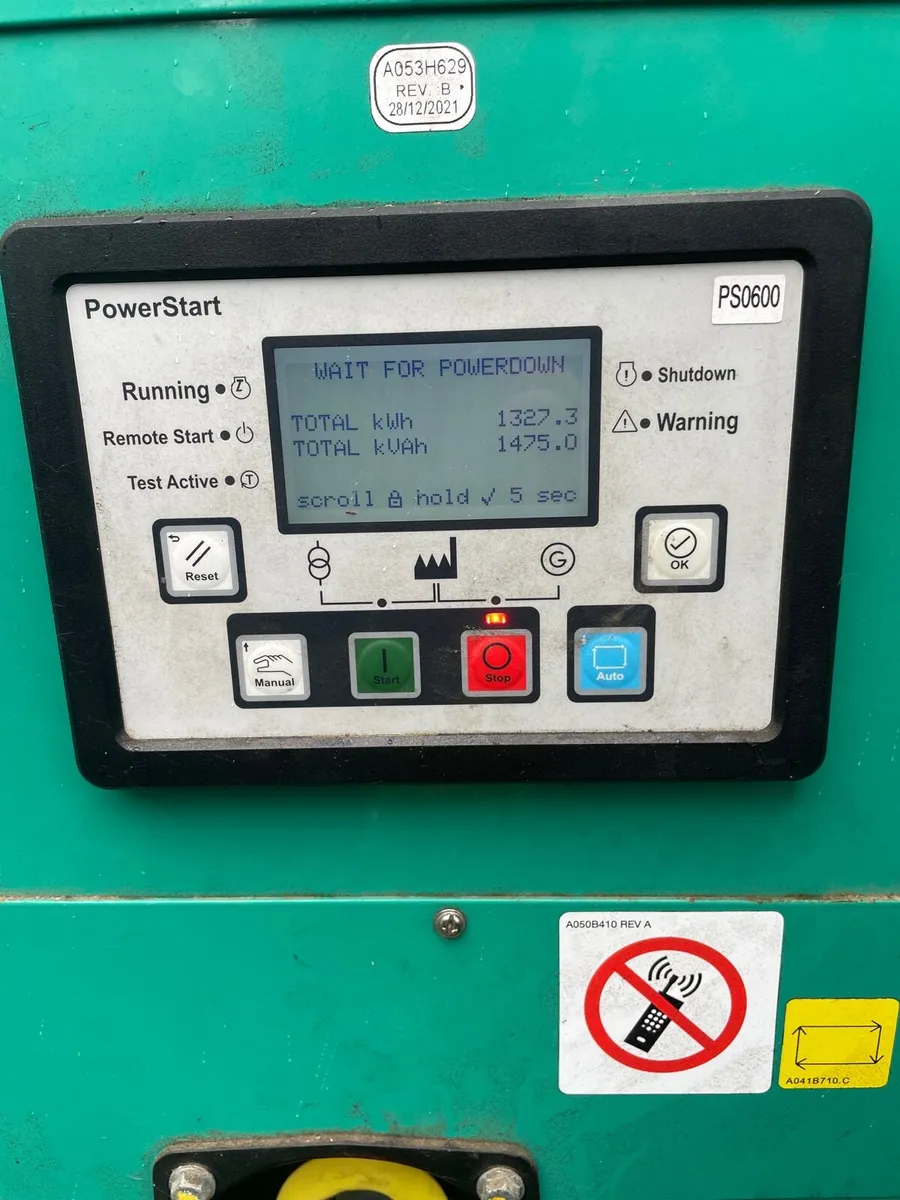 A053H629
REV. B
28/12/2021
PowerStart
PS0600
WAIT FOR POWERDOWN
TOTAL kWh 1327.3
TOTAL kVAh 1475.0
scroll hold ✓ 5 sec
Running
Remote Start
Test Active
Shutdown
Warning
Reset
OK
G
Manual
Start
Stop
Auto
A050B410 REV A
A041B710.C